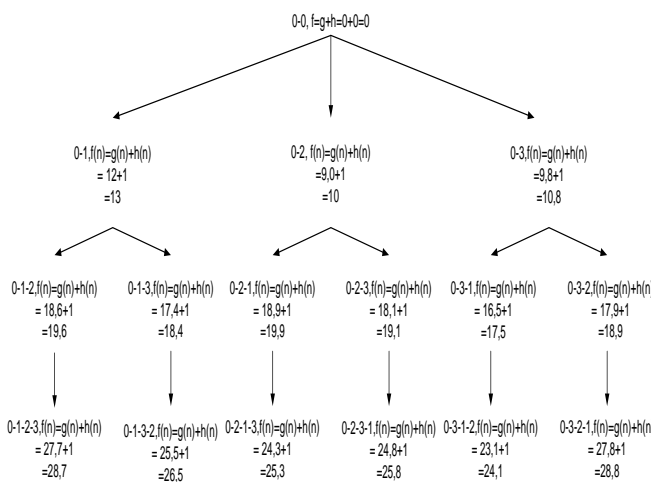 0-0, f=g+h=0+0=0
0-1,f(n)=g(n)+h(n)
= 12+1
=13
0-2, f(n)=g(n)+h(n)
=9,0+1
=10
0-3,f(n)=g(n)+h(n)
=9,8+1
=10,8
0-1-2,f(n)=g(n)+h(n)
= 18,6+1
=19,6
0-1-3,f(n)=g(n)+h(n)
= 17,4+1
=18,4
0-2-1,f(n)=g(n)+h(n)
= 18,9+1
=19,9
0-2-3,f(n)=g(n)+h(n)
= 18,1+1
=19,1
0-3-1,f(n)=g(n)+h(n)
= 16,5+1
=17,5
0-3-2,f(n)=g(n)+h(n
= 17,9+1
=18,9
0-1-2-3,f(n)=g(n)+h(n)
= 27,7+1
=28,7
0-1-3-2,f(n)=g(n)+h(n)
= 25,5+1
=26,5
0-2-1-3,f(n)=g(n)+h(n)
= 24,3+1
=25,3
0-2-3-1,f(n)=g(n)+h(n)
= 24,8+1
=25,8
0-3-1-2,f(n)=g(n)+h(n)
= 23,1+1
=24,1
0-3-2-1,f(n)=g(n)+h(n
= 27,8+1
=28,8